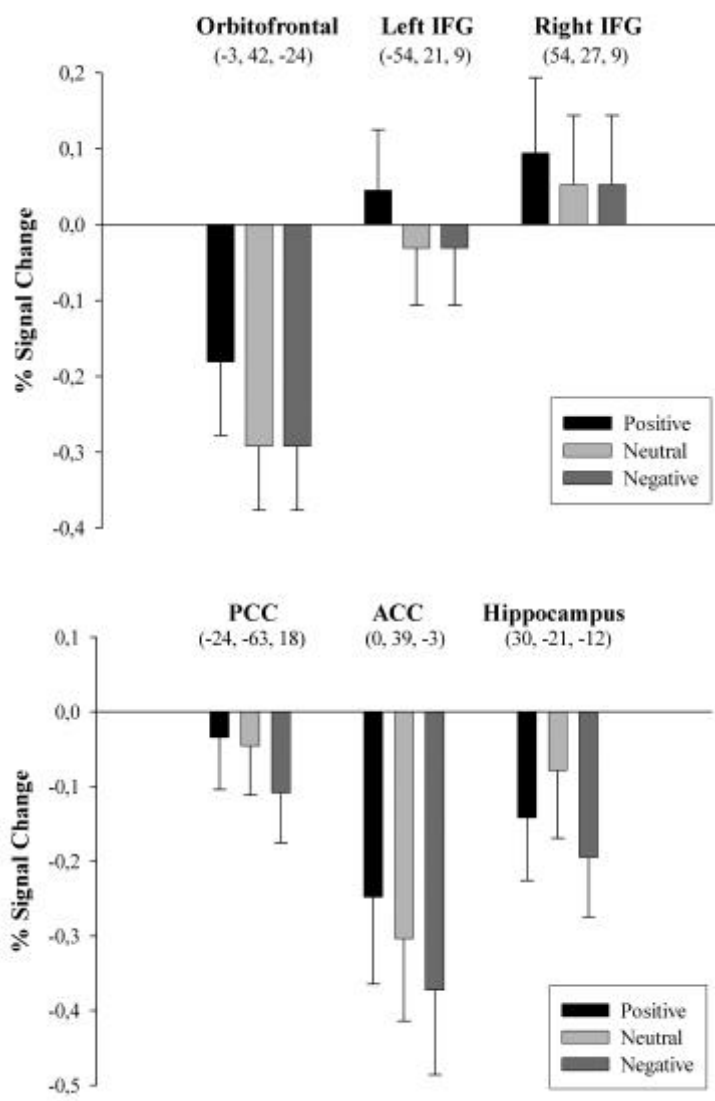 Orbitofrontal Left IFG Right IFG
(-3, 42, -24) (-54, 21, 9) (54, 27, 9)
0,2
0,1
0,0
-0,1
-0,2
-0,3
-0,4
% Signal Change
Positive
Neutral
Negative
PCC ACC Hippocampus
(-24, -63, 18) (0, 39, -3) (30, -21, -12)
0,1
0,0
-0,1
-0,2
-0,3
-0,4
-0,5
% Signal Change
Positive
Neutral
Negative